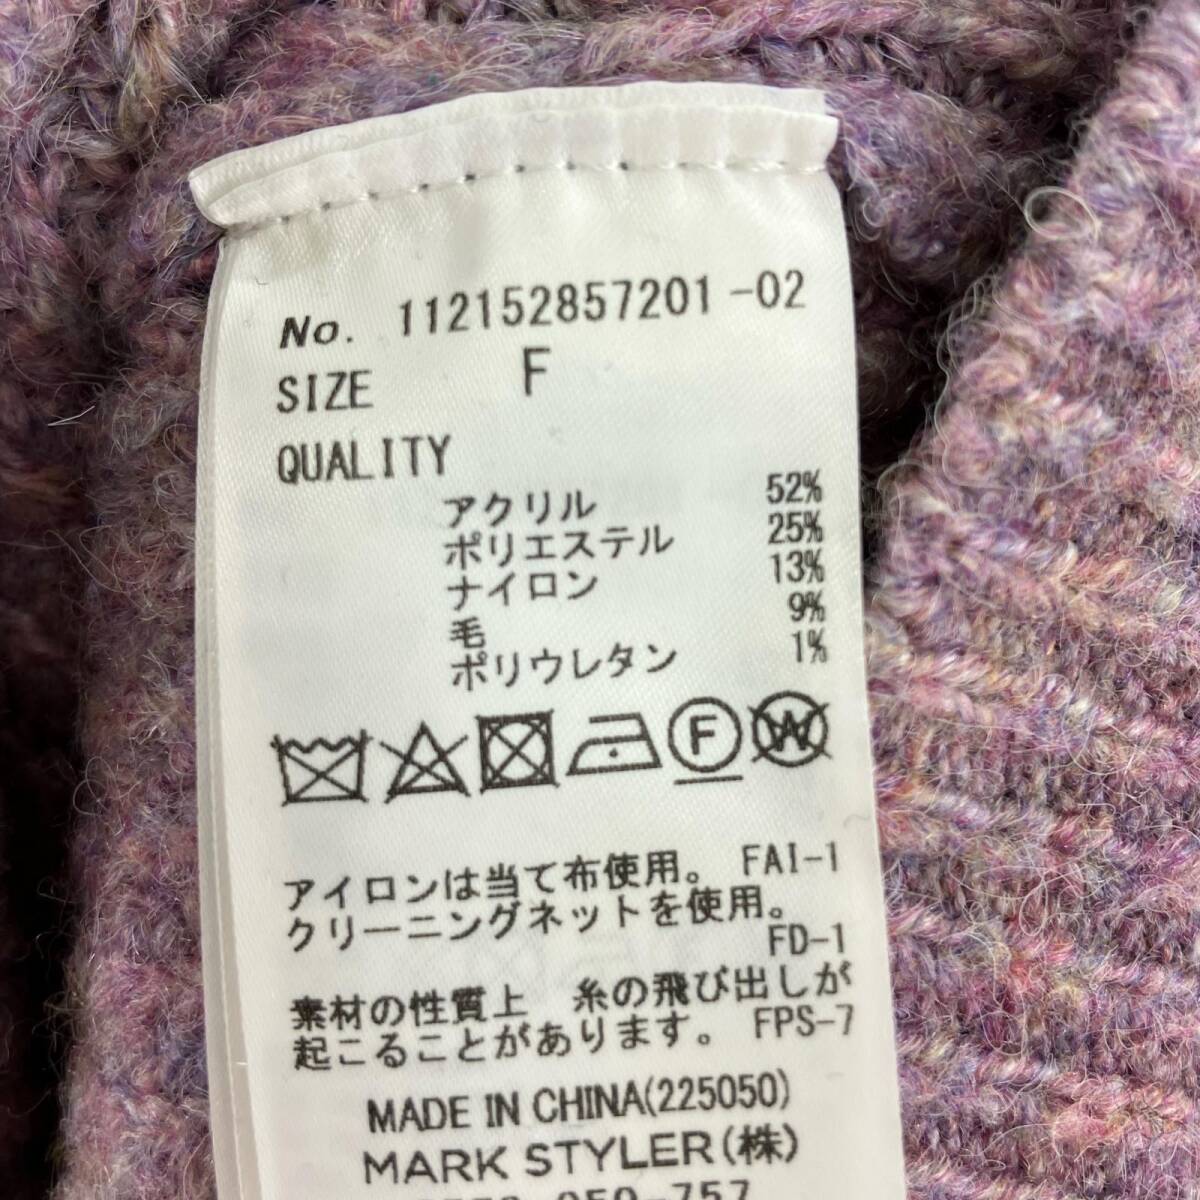 No. 112152857201-02
SIZE F
QUALITY
アクリル 52%
ポリエステル 25%
ナイロン 13%
毛 9%
ポリウレタン 1%
F W
アイロンは当て布使用。 FAI-1
クリーニングネットを使用。
FD-1
素材の性質上 糸の飛び出しが
起こることがあります。 FPS-7
MADE IN CHINA(225050)
MARK STYLER(株)
050-757